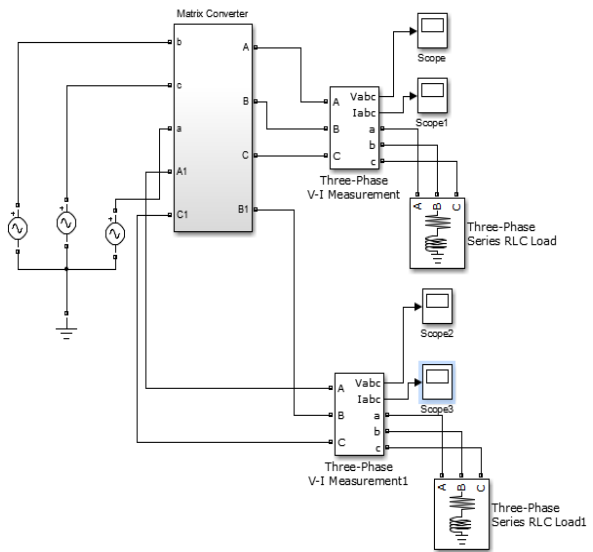 Matrix Converter
b
c
a
A1
C1
A
B
C
B1
Scope
Scope1
A
B
C
Vabc
Iabc
a
b
c
Three-Phase
V-I Measurement
A
B
C
Three-Phase
Series RLC Load
+
+
+
Scope2
Scope3
A
B
C
Vabc
Iabc
a
b
c
Three-Phase
V-I Measurement1
A
B
C
Three-Phase
Series RLC Load1